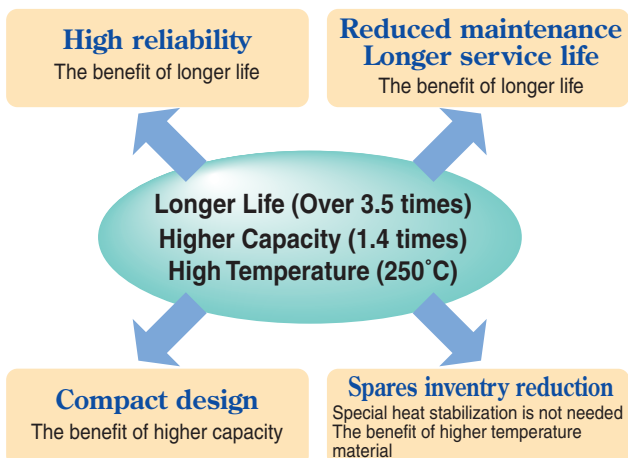 High reliability
The benefit of longer life
Reduced maintenance
Longer service life
The benefit of longer life
Longer Life (Over 3.5 times)
Higher Capacity (1.4 times)
High Temperature (250˚C)
Compact design
The benefit of higher capacity
Spares inventry reduction
Special heat stabilization is not needed
The benefit of higher temperature
material